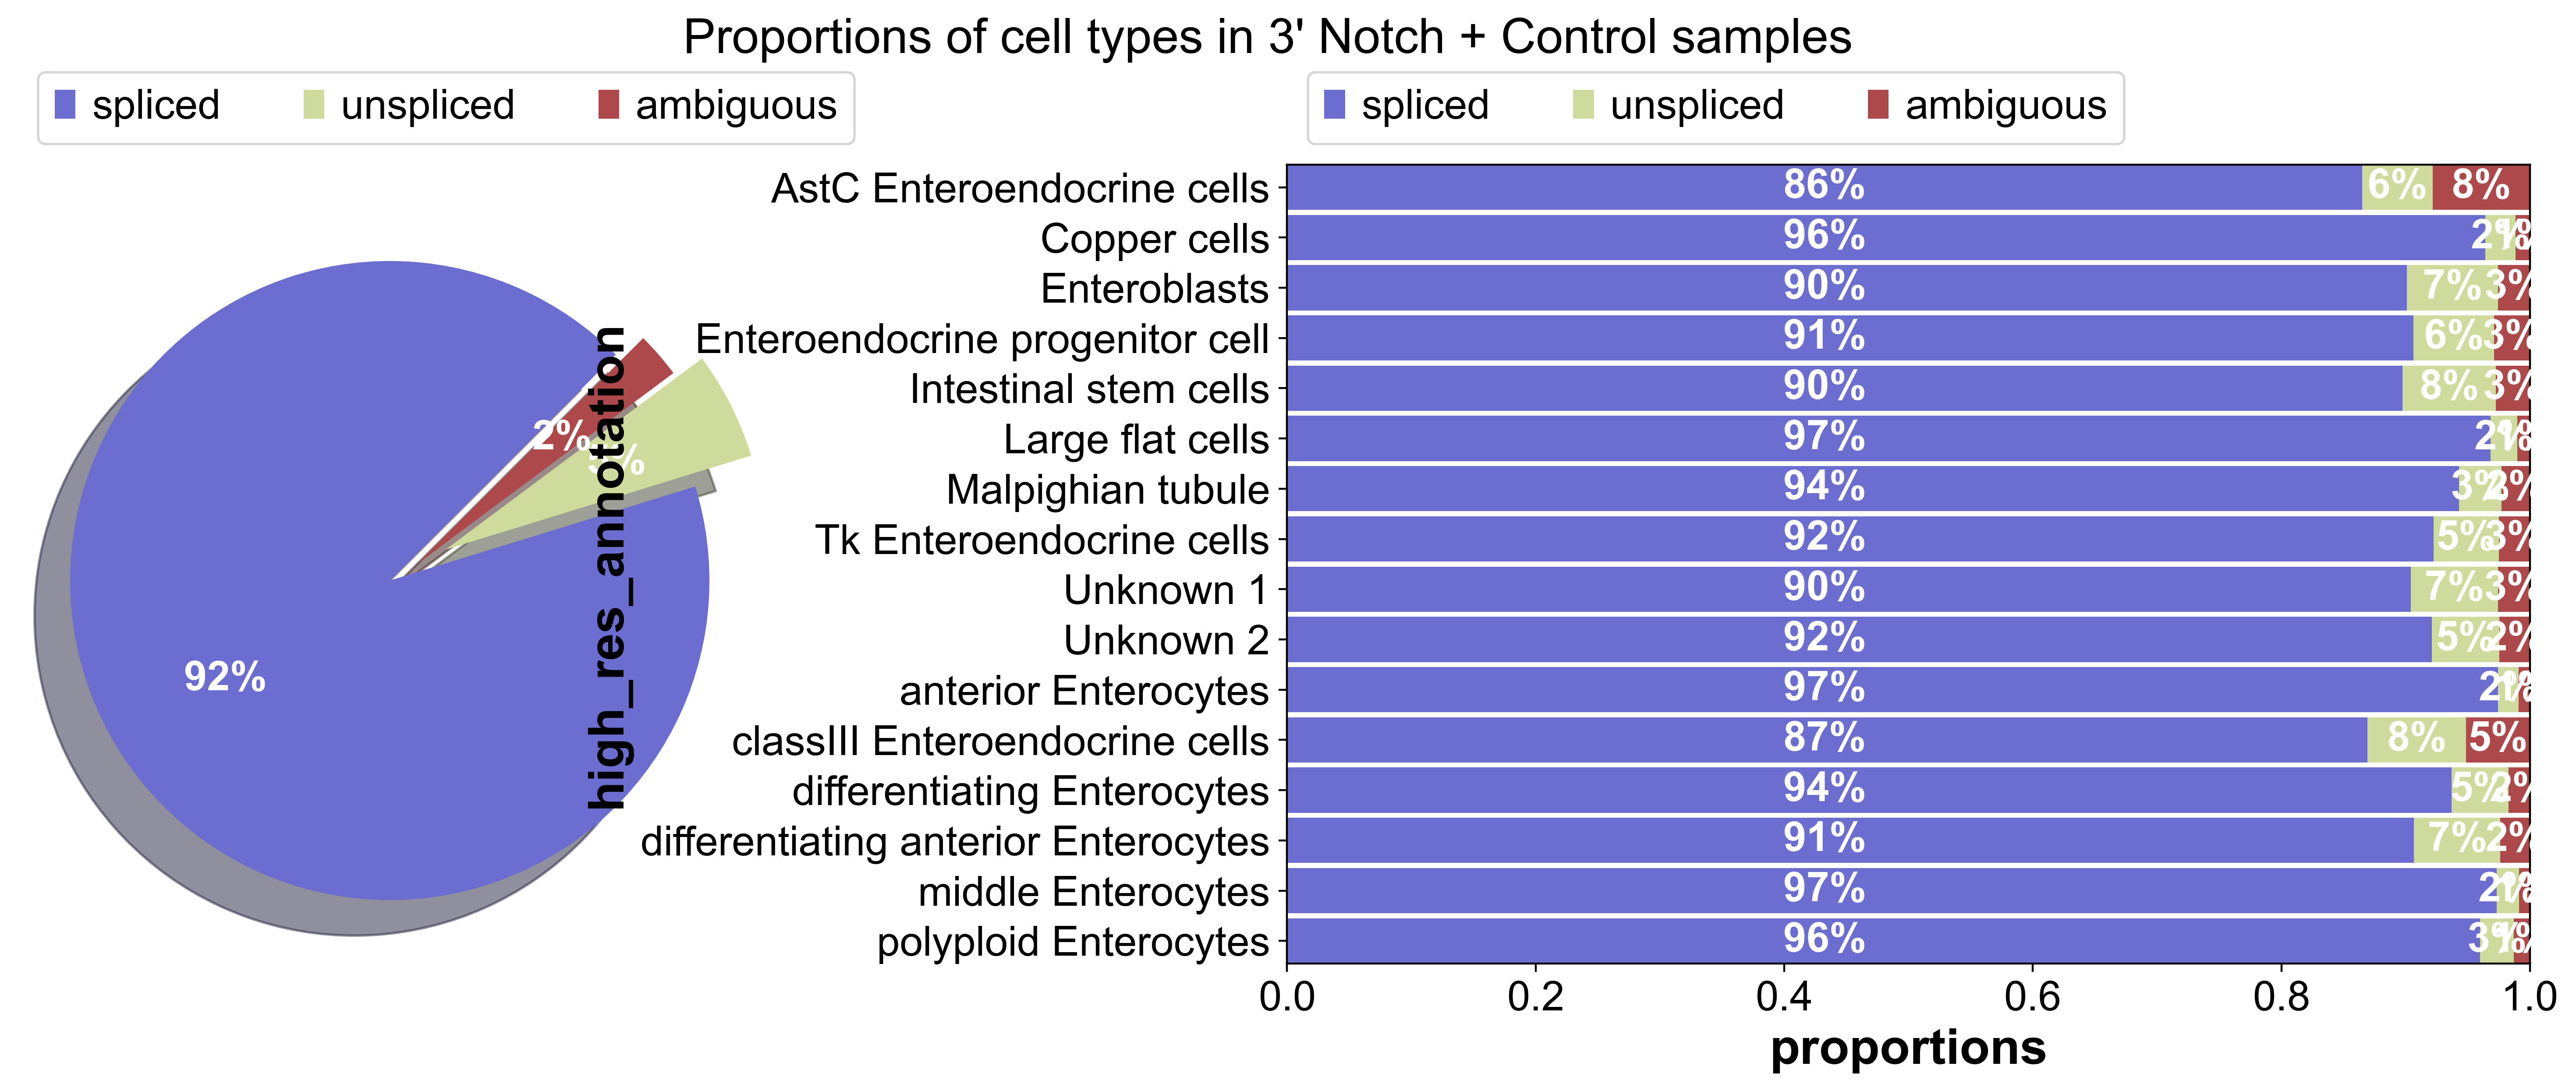 Proportions of cell types in 3' Notch + Control samples
spliced unspliced ambiguous
spliced unspliced ambiguous
92%
2%
high_res_annotation
AstC Enteroendocrine cells 86% 6% 8%
Copper cells 96% 2% 1%
Enteroblasts 90% 7% 3%
Enteroendocrine progenitor cell 91% 6% 3%
Intestinal stem cells 90% 8% 3%
Large flat cells 97% 2% 1%
Malpighian tubule 94% 3% 2%
Tk Enteroendocrine cells 92% 5% 3%
Unknown 1 90% 7% 3%
Unknown 2 92% 5% 2%
anterior Enterocytes 97% 2% 1%
classIII Enteroendocrine cells 87% 8% 5%
differentiating Enterocytes 94% 5% 2%
differentiating anterior Enterocytes 91% 7% 2%
middle Enterocytes 97% 2% 1%
polyploid Enterocytes 96% 3% 1%
0.0 0.2 0.4 0.6 0.8 1.0
proportions